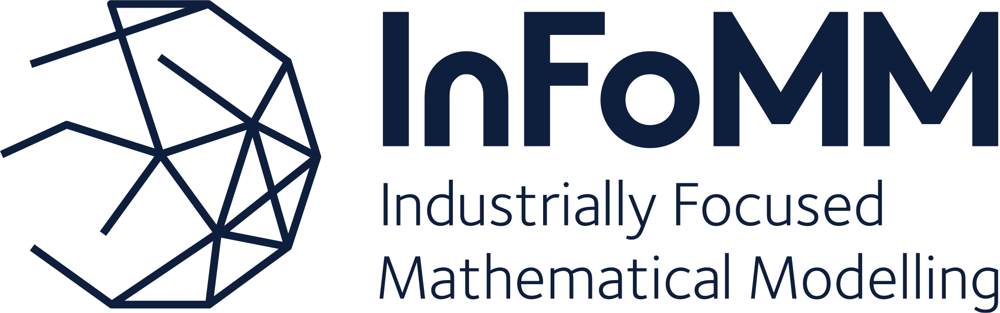 InFoMM
Industrially Focused
Mathematical Modelling